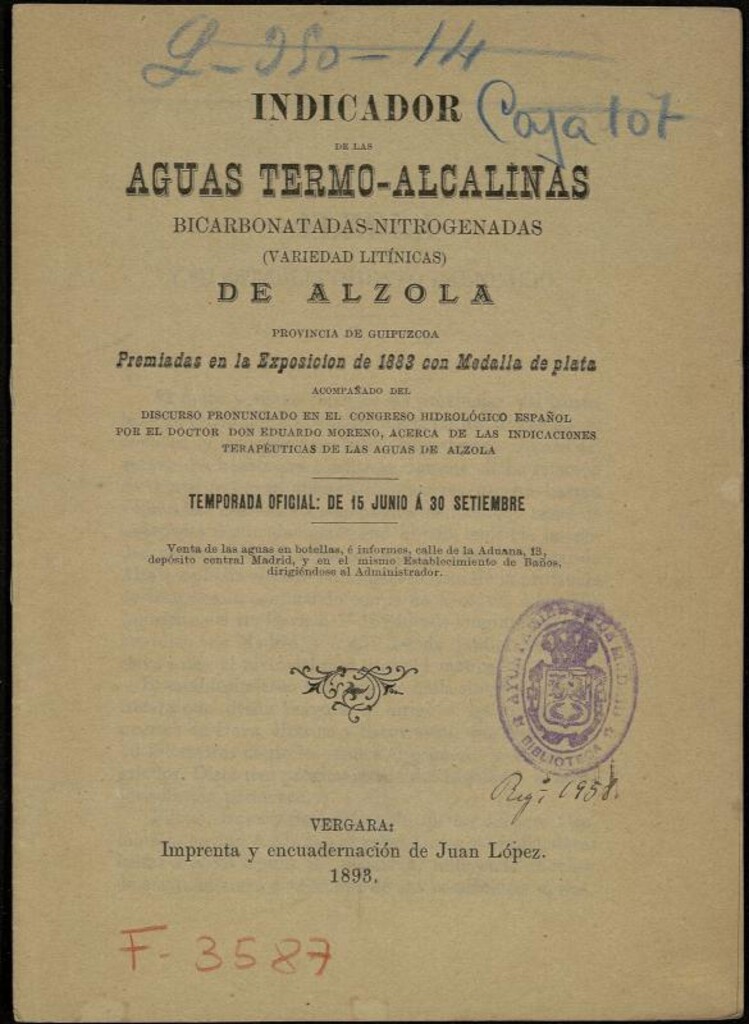 L-350-14
INDICADOR
Caja 107
DE LAS
AGUAS TERMO-ALCALINAS
BICARBONATADAS-NITROGENADAS
(VARIEDAD LITÍNICAS)
DE ALZOLA
PROVINCIA DE GUIPUZCOA
Premiadas en la Exposicion de 1883 con Medalla de plata
ACOMPAÑADO DEL
DISCURSO PRONUNCIADO EN EL CONGRESO HIDROLÓGICO ESPAÑOL
POR EL DOCTOR DON EDUARDO MORENO, ACERCA DE LAS INDICACIONES
TERAPÉUTICAS DE LAS AGUAS DE ALZOLA
TEMPORADA OFICIAL: DE 15 JUNIO Á 30 SETIEMBRE
Venta de las aguas en botellas, é informes, calle de la Aduana, 13,
depósito central Madrid, y en el mismo Establecimiento de Baños,
dirigiéndose al Administrador.
BIBLIOTECA
Reg. 1958.
VERGARA:
Imprenta y encuadernación de Juan López.
1893.
F-3587